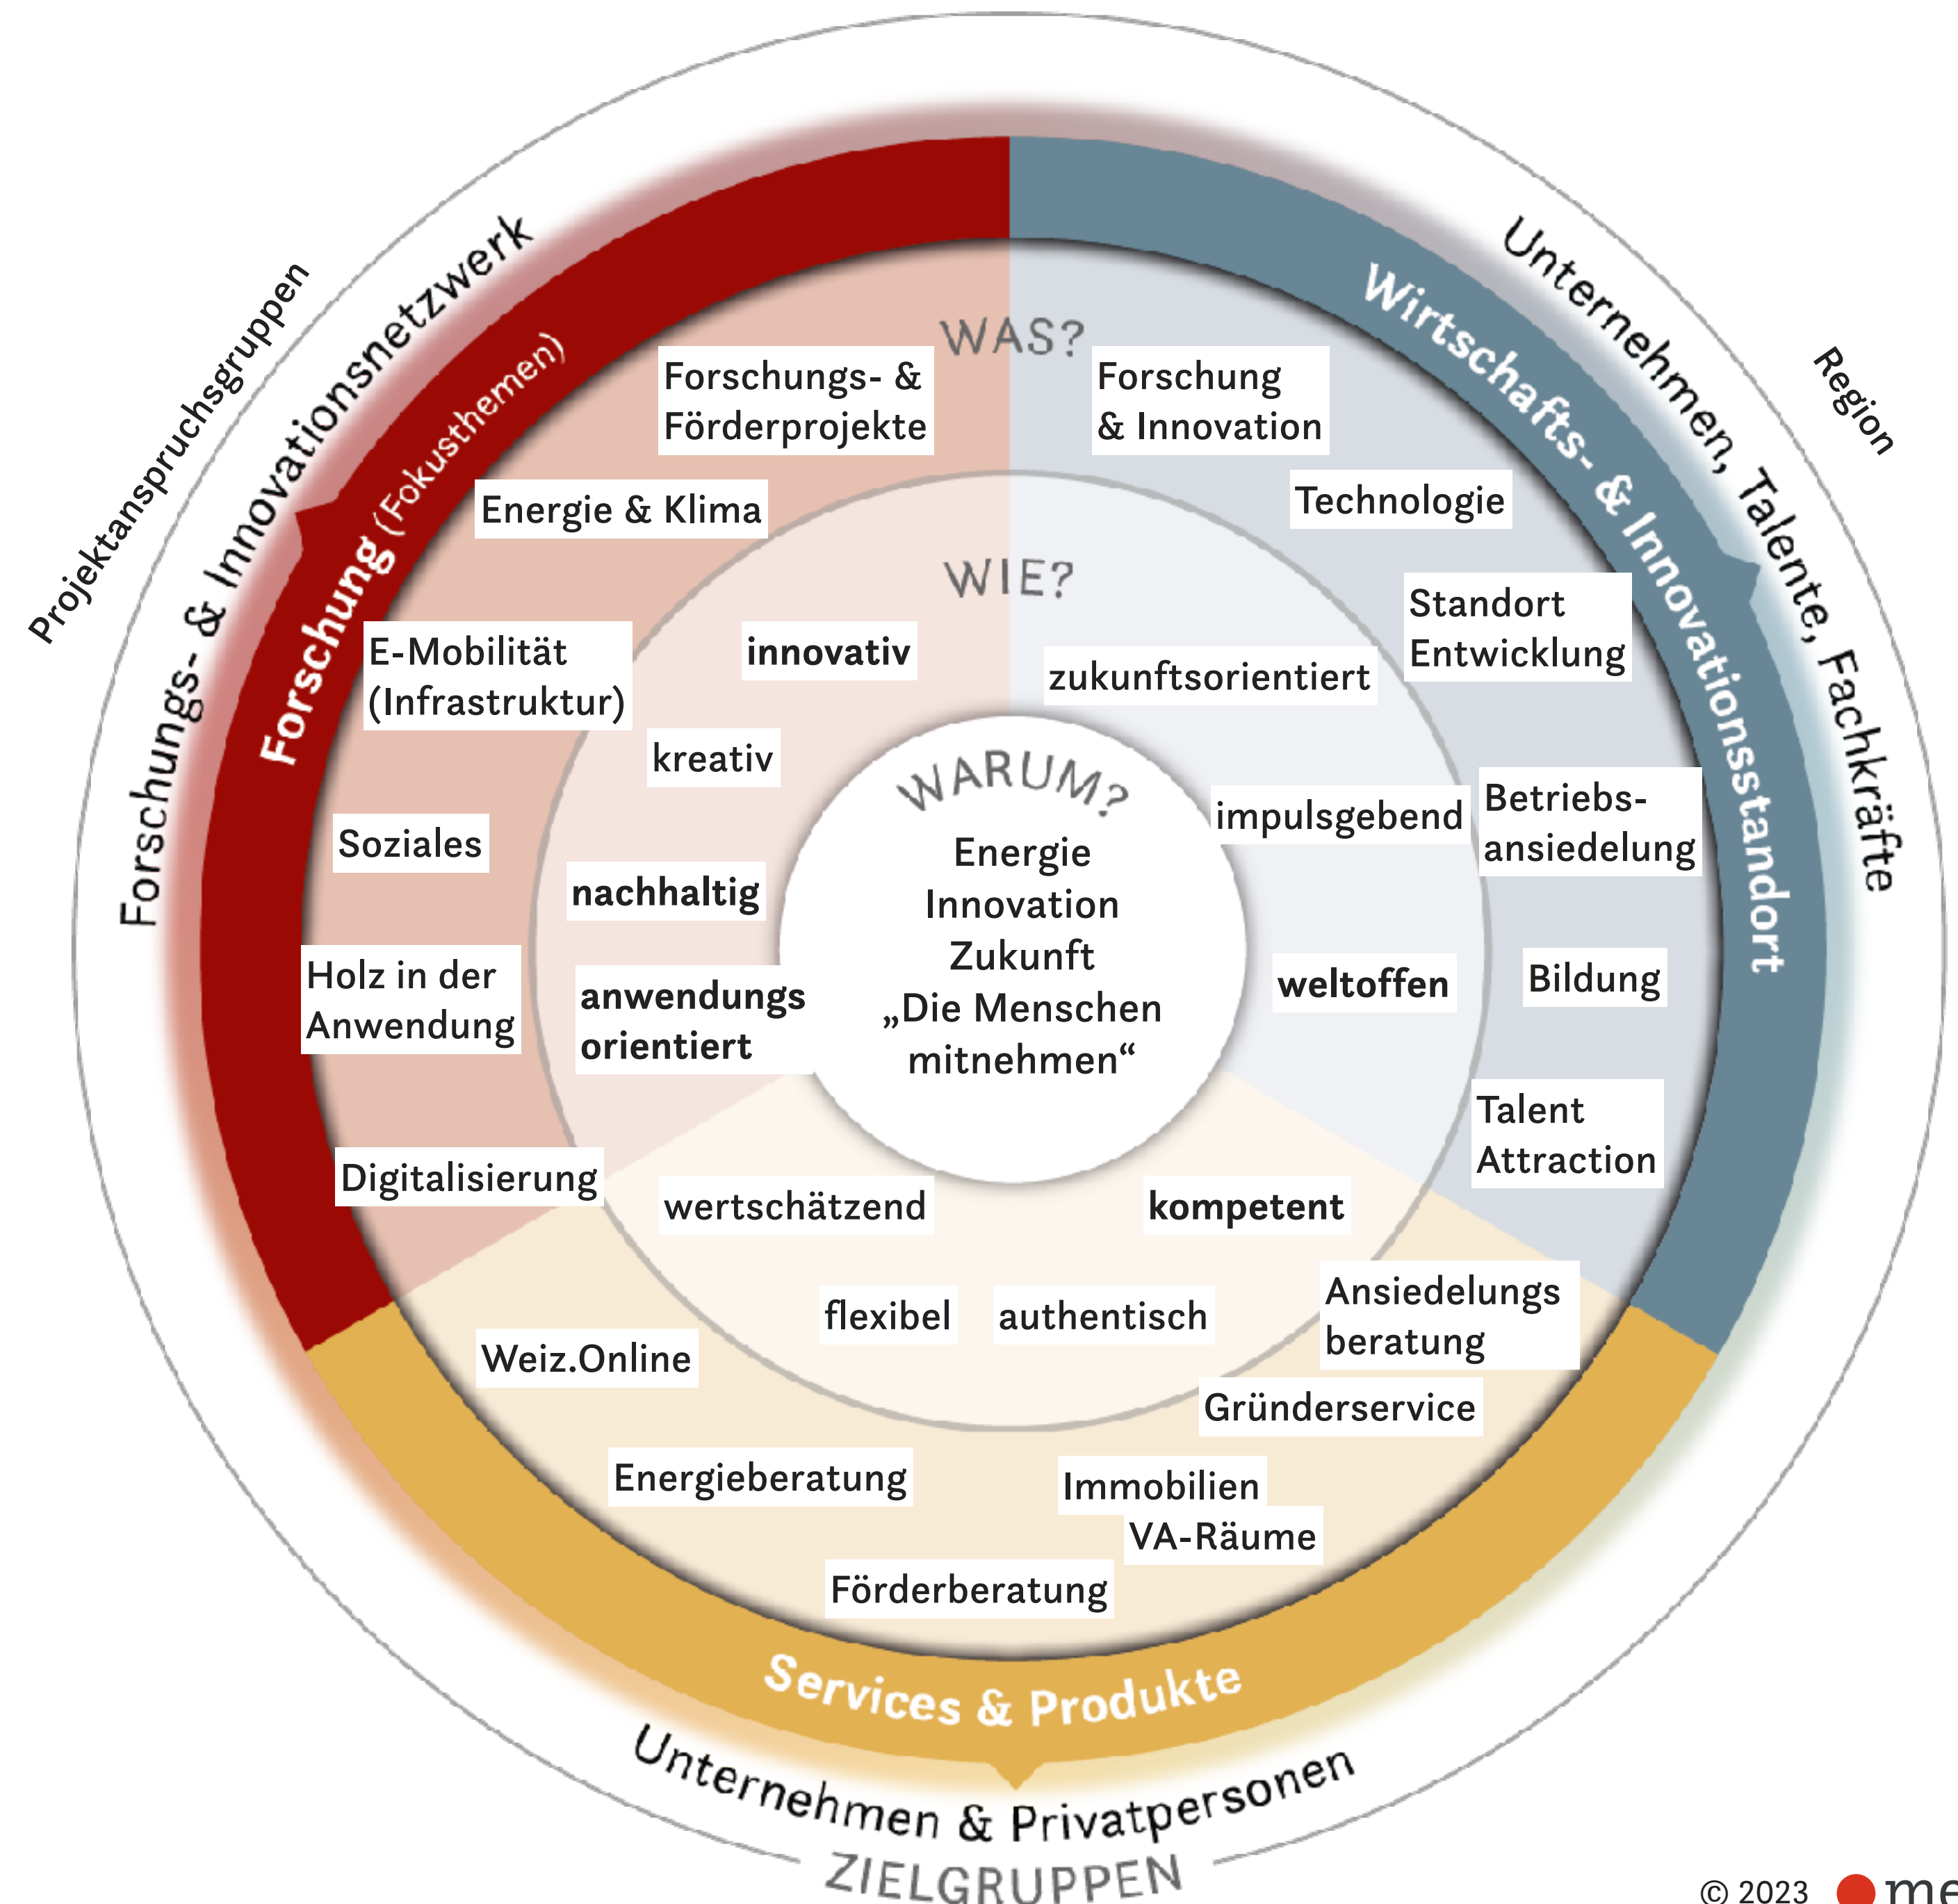 Projektanspruchsgruppen
Forschungs- & Innovationsnetzwerk
Forschung (Fokusthemen)
Unternehmen, Talente, Fachkräfte
Region
Wirtschafts- & Innovationsstandort
WAS?
Forschungs- &
Förderprojekte
Energie & Klima
E-Mobilität
(Infrastruktur)
Soziales
Holz in der
Anwendung
Digitalisierung
Forschung
& Innovation
Technologie
Standort
Entwicklung
Betriebs-
ansiedelung
Bildung
Talent
Attraction
WIE?
innovativ
kreativ
nachhaltig
anwendungs
orientiert
zukunftsorientiert
impulsgebend
weltoffen
WARUM?
Energie
Innovation
Zukunft
„Die Menschen
mitnehmen“
wertschätzend
kompetent
flexibel
authentisch
Ansiedelungs
beratung
Weiz.Online
Gründerservice
Energieberatung
Immobilien
VA-Räume
Förderberatung
Services & Produkte
Unternehmen & Privatpersonen
ZIELGRUPPEN
© 2023